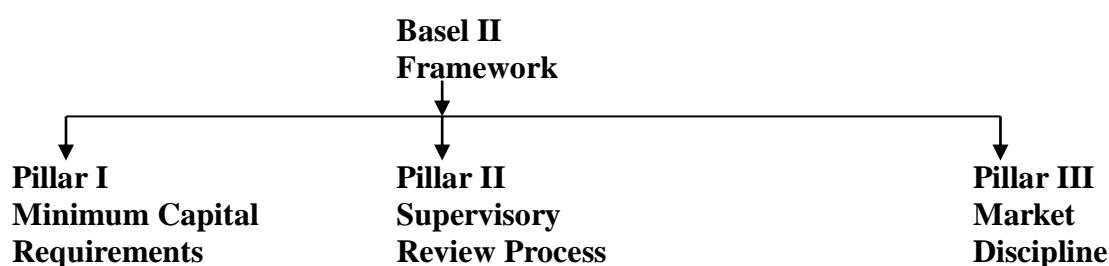 Basel II
Framework
Pillar I
Minimum Capital
Requirements
Pillar II
Supervisory
Review Process
Pillar III
Market
Discipline